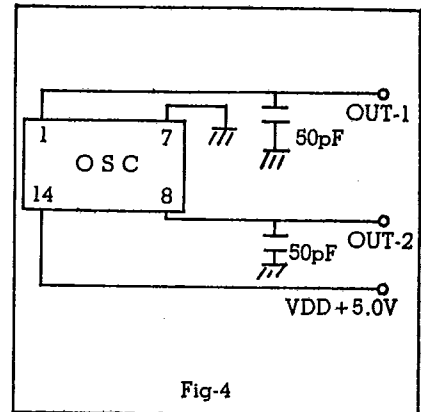 OUT-1
1 7
50pF
OSC
14 8
OUT-2
50pF
VDD+5.0V
Fig-4